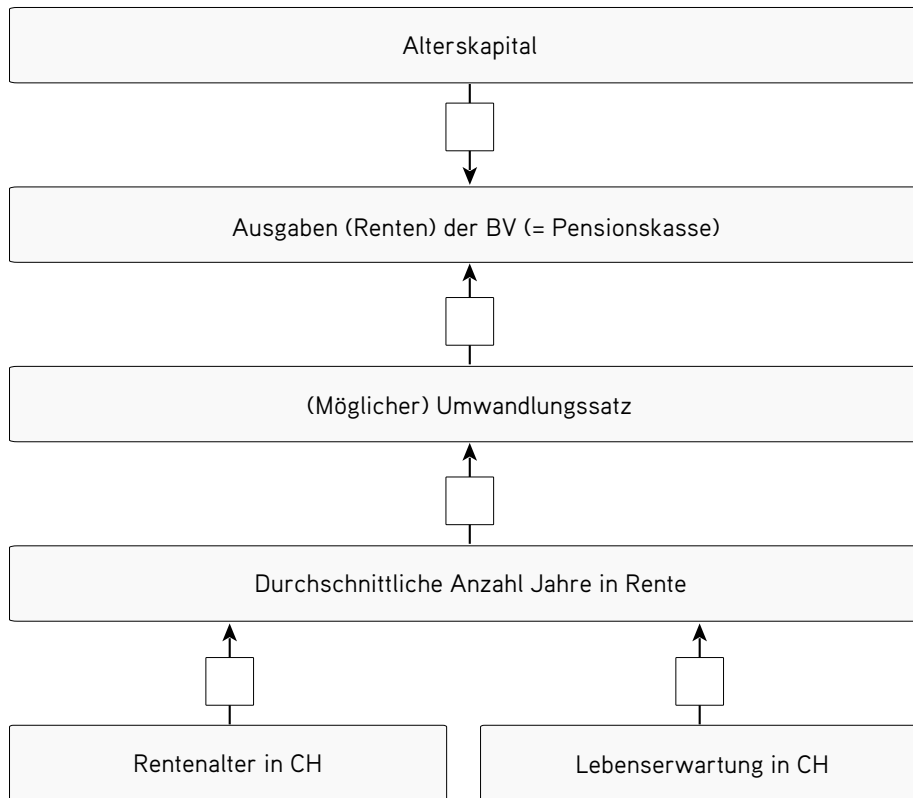 Alterskapital
Ausgaben (Renten) der BV (= Pensionskasse)
(Möglicher) Umwandlungssatz
Durchschnittliche Anzahl Jahre in Rente
Rentenalter in CH
Lebenserwartung in CH